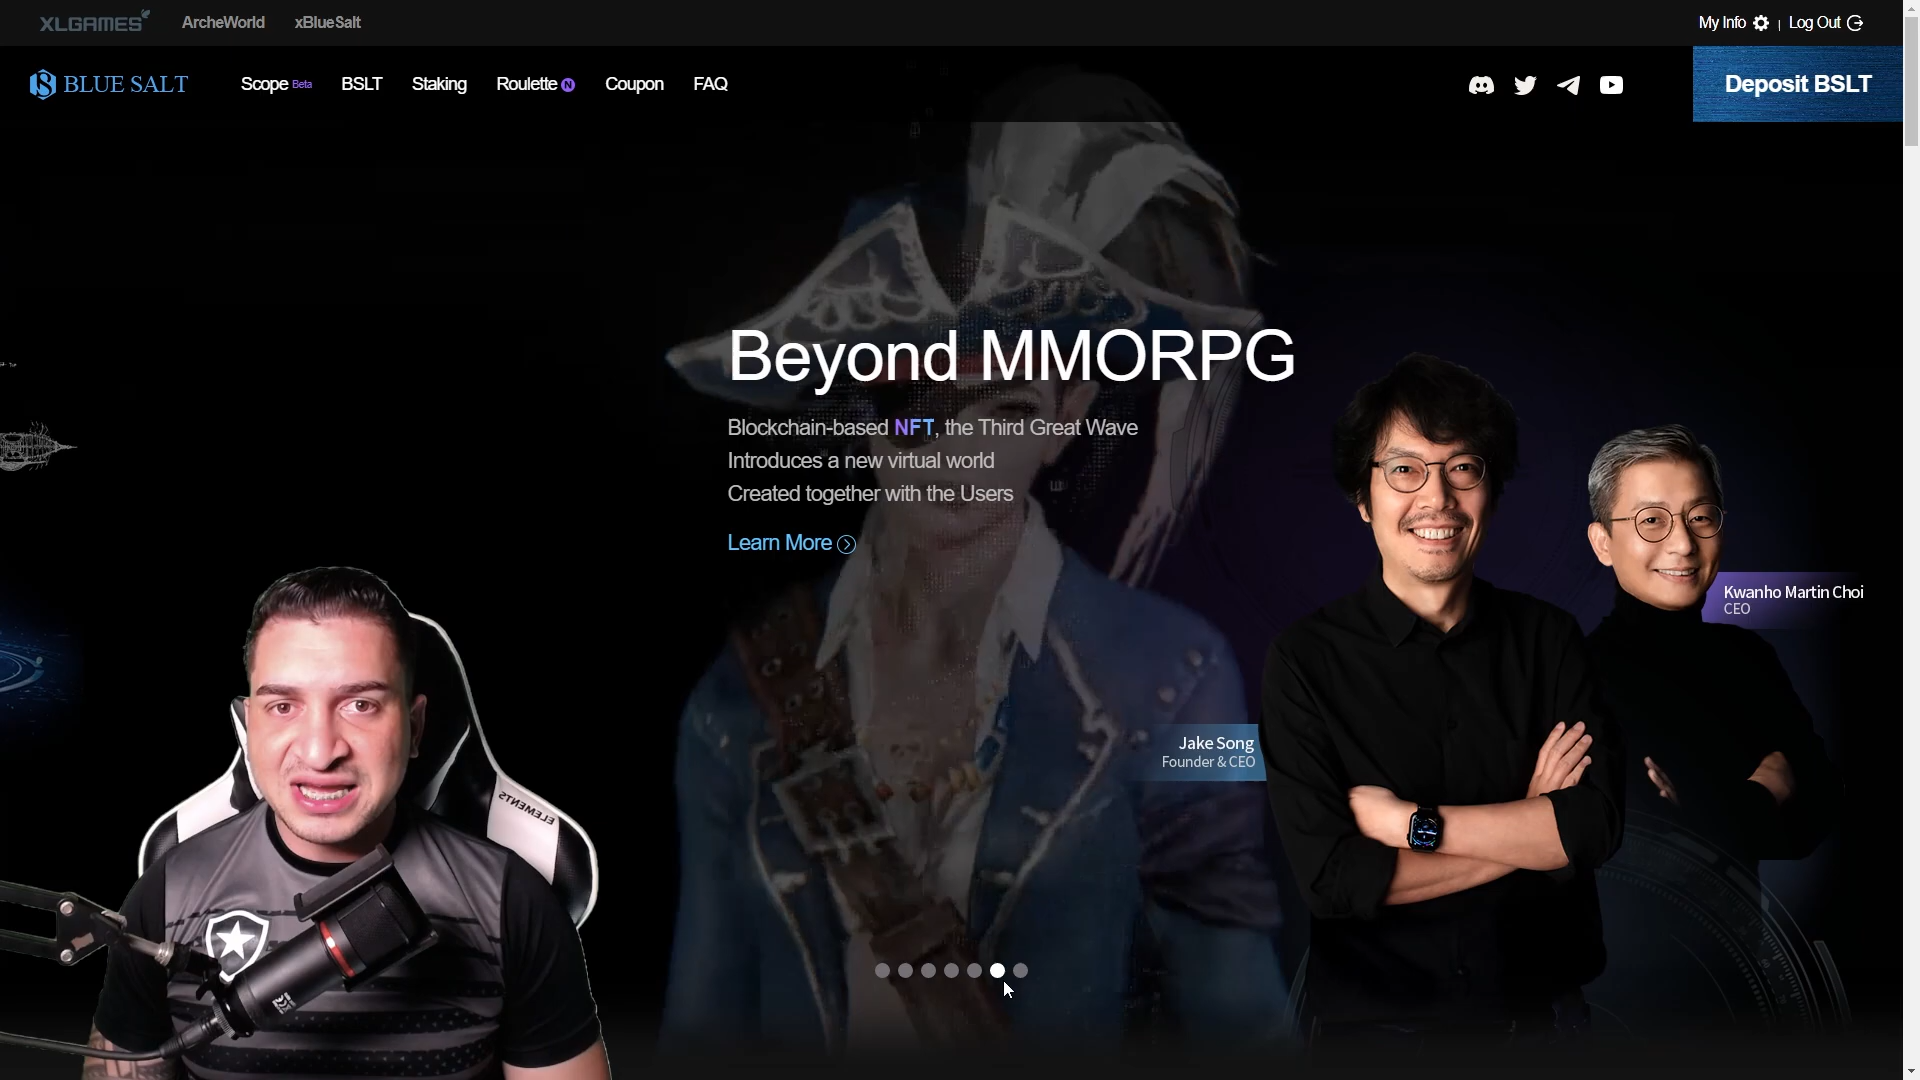 XLGAMES
ArcheWorld
xBlueSalt
My Info | Log Out
BLUE SALT
Scope Beta
BSLT
Staking
Roulette N
Coupon
FAQ
Deposit BSLT
Beyond MMORPG
Blockchain-based NFT, the Third Great Wave
Introduces a new virtual world
Created together with the Users
Learn More
Kwanho Martin Choi
CEO
Jake Song
Founder & CEO
ELEMENTS